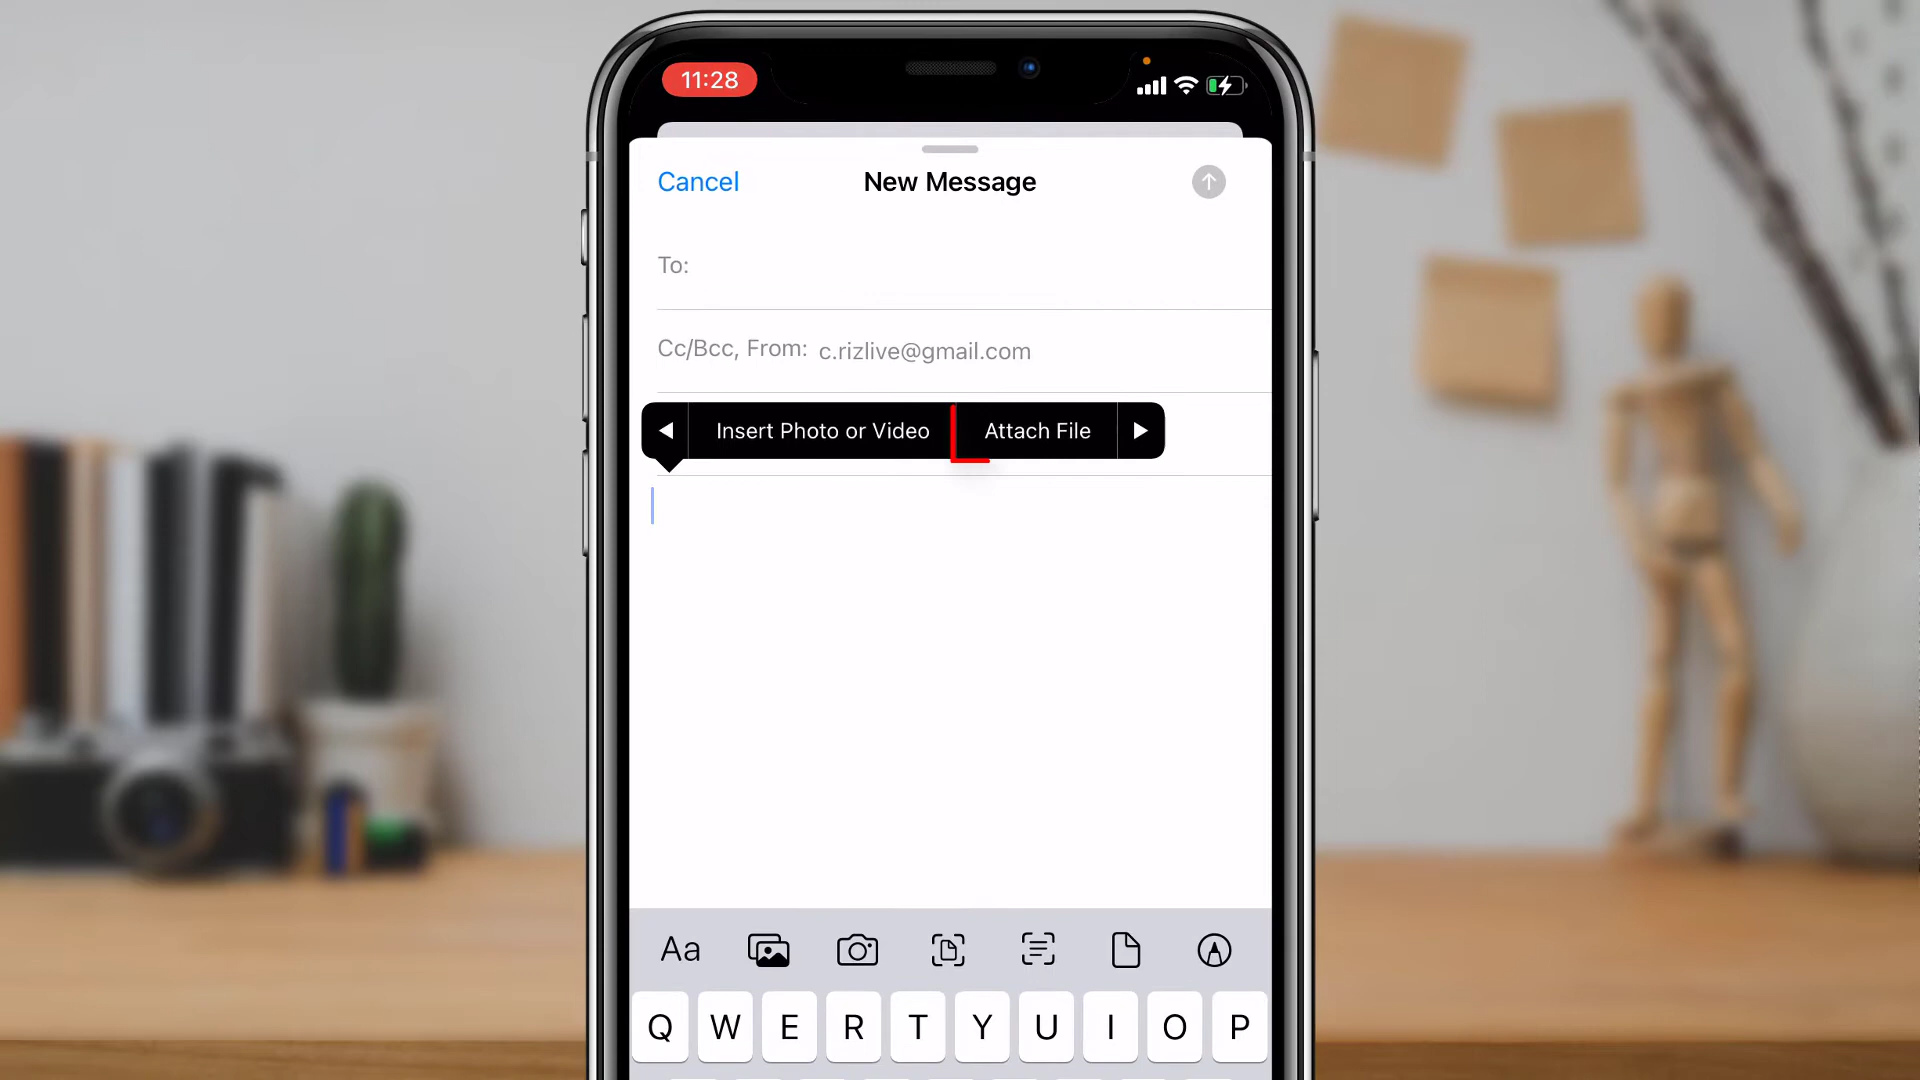 11:28
Cancel New Message
To:
Cc/Bcc, From: c.rizlive@gmail.com
Insert Photo or Video Attach File
Aa
Q W E R T Y U I O P